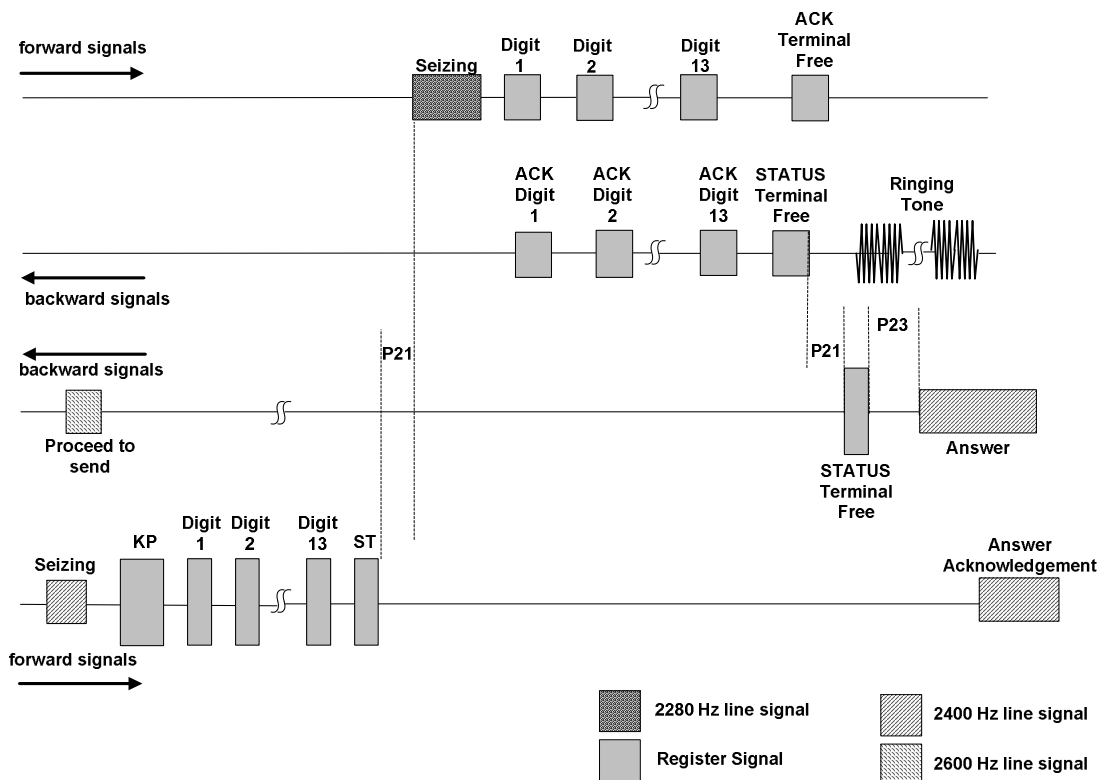 forward signals
Seizing
Digit
1
Digit
2
Digit
13
ACK
Terminal
Free
ACK
Digit
1
ACK
Digit
2
ACK
Digit
13
STATUS
Terminal
Free
Ringing
Tone
backward signals
backward signals
P21
P21
P23
Proceed to
send
Answer
STATUS
Terminal
Free
Seizing
KP
Digit
1
Digit
2
Digit
13
ST
Answer
Acknowledgement
forward signals
2280 Hz line signal
2400 Hz line signal
Register Signal
2600 Hz line signal